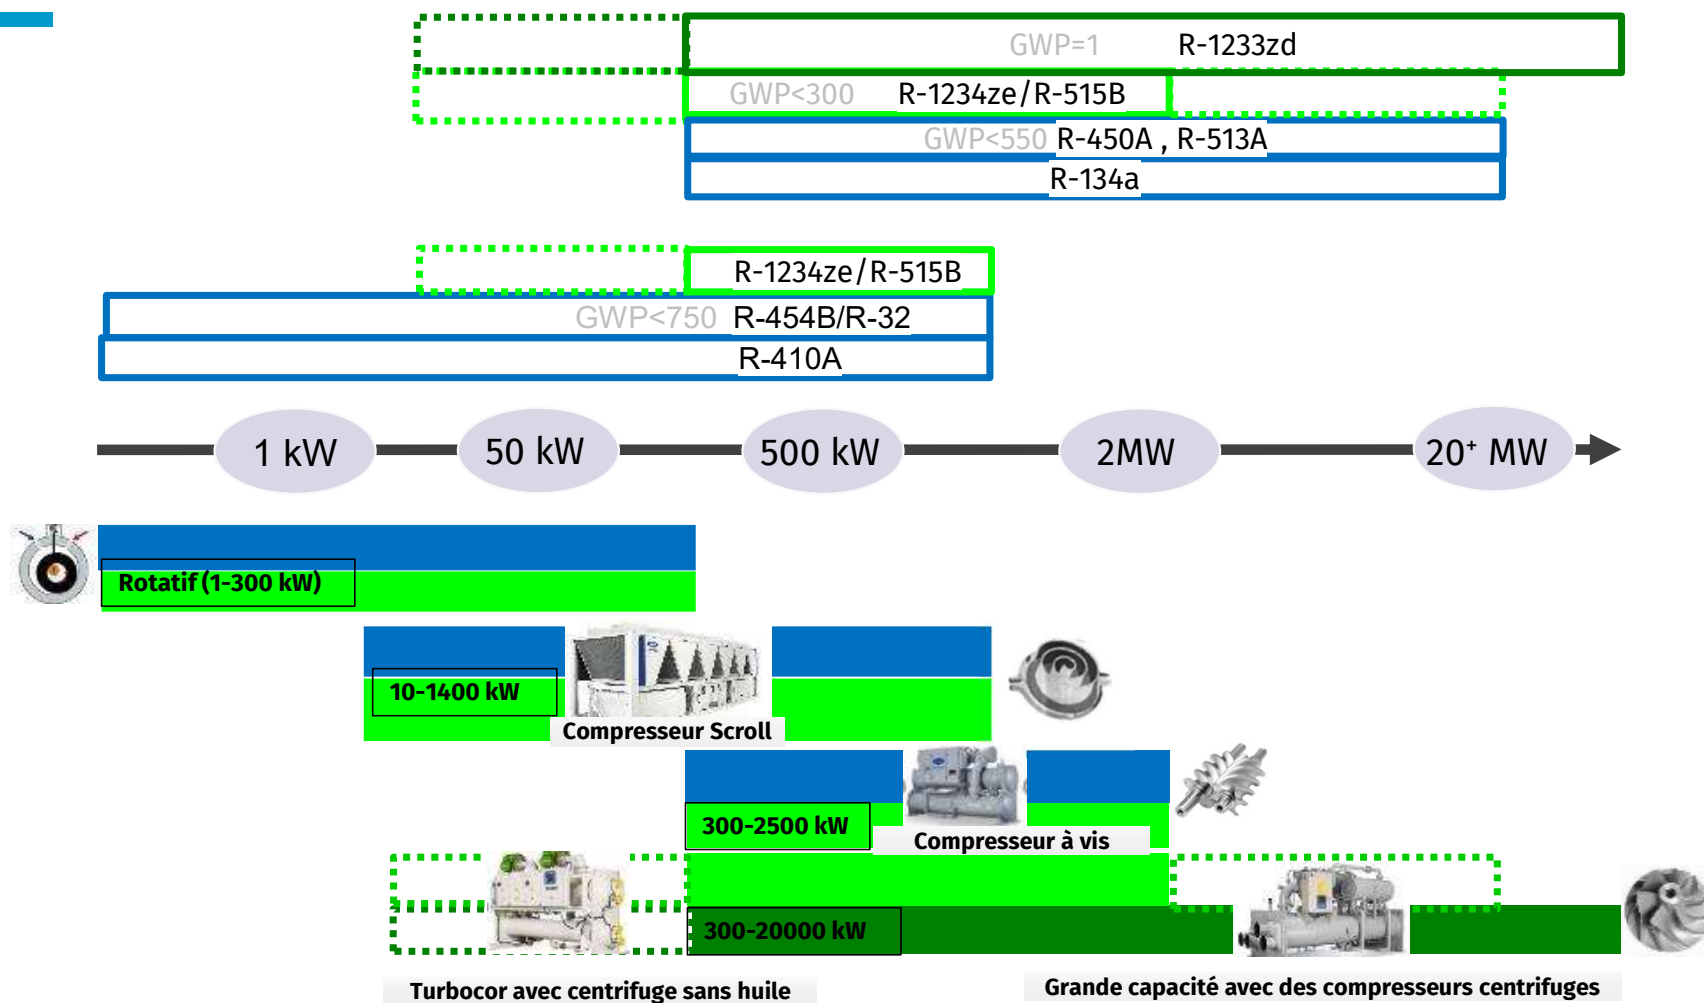 GWP=1 R-1233zd
GWP<300 R-1234ze/R-515B
GWP<550 R-450A , R-513A
R-134a
R-1234ze/R-515B
GWP<750 R-454B/R-32
R-410A
1 kW 50 kW 500 kW 2MW 20⁺ MW
Rotatif (1-300 kW)
10-1400 kW
Compresseur Scroll
300-2500 kW
Compresseur à vis
300-20000 kW
Turbocor avec centrifuge sans huile
Grande capacité avec des compresseurs centrifuges